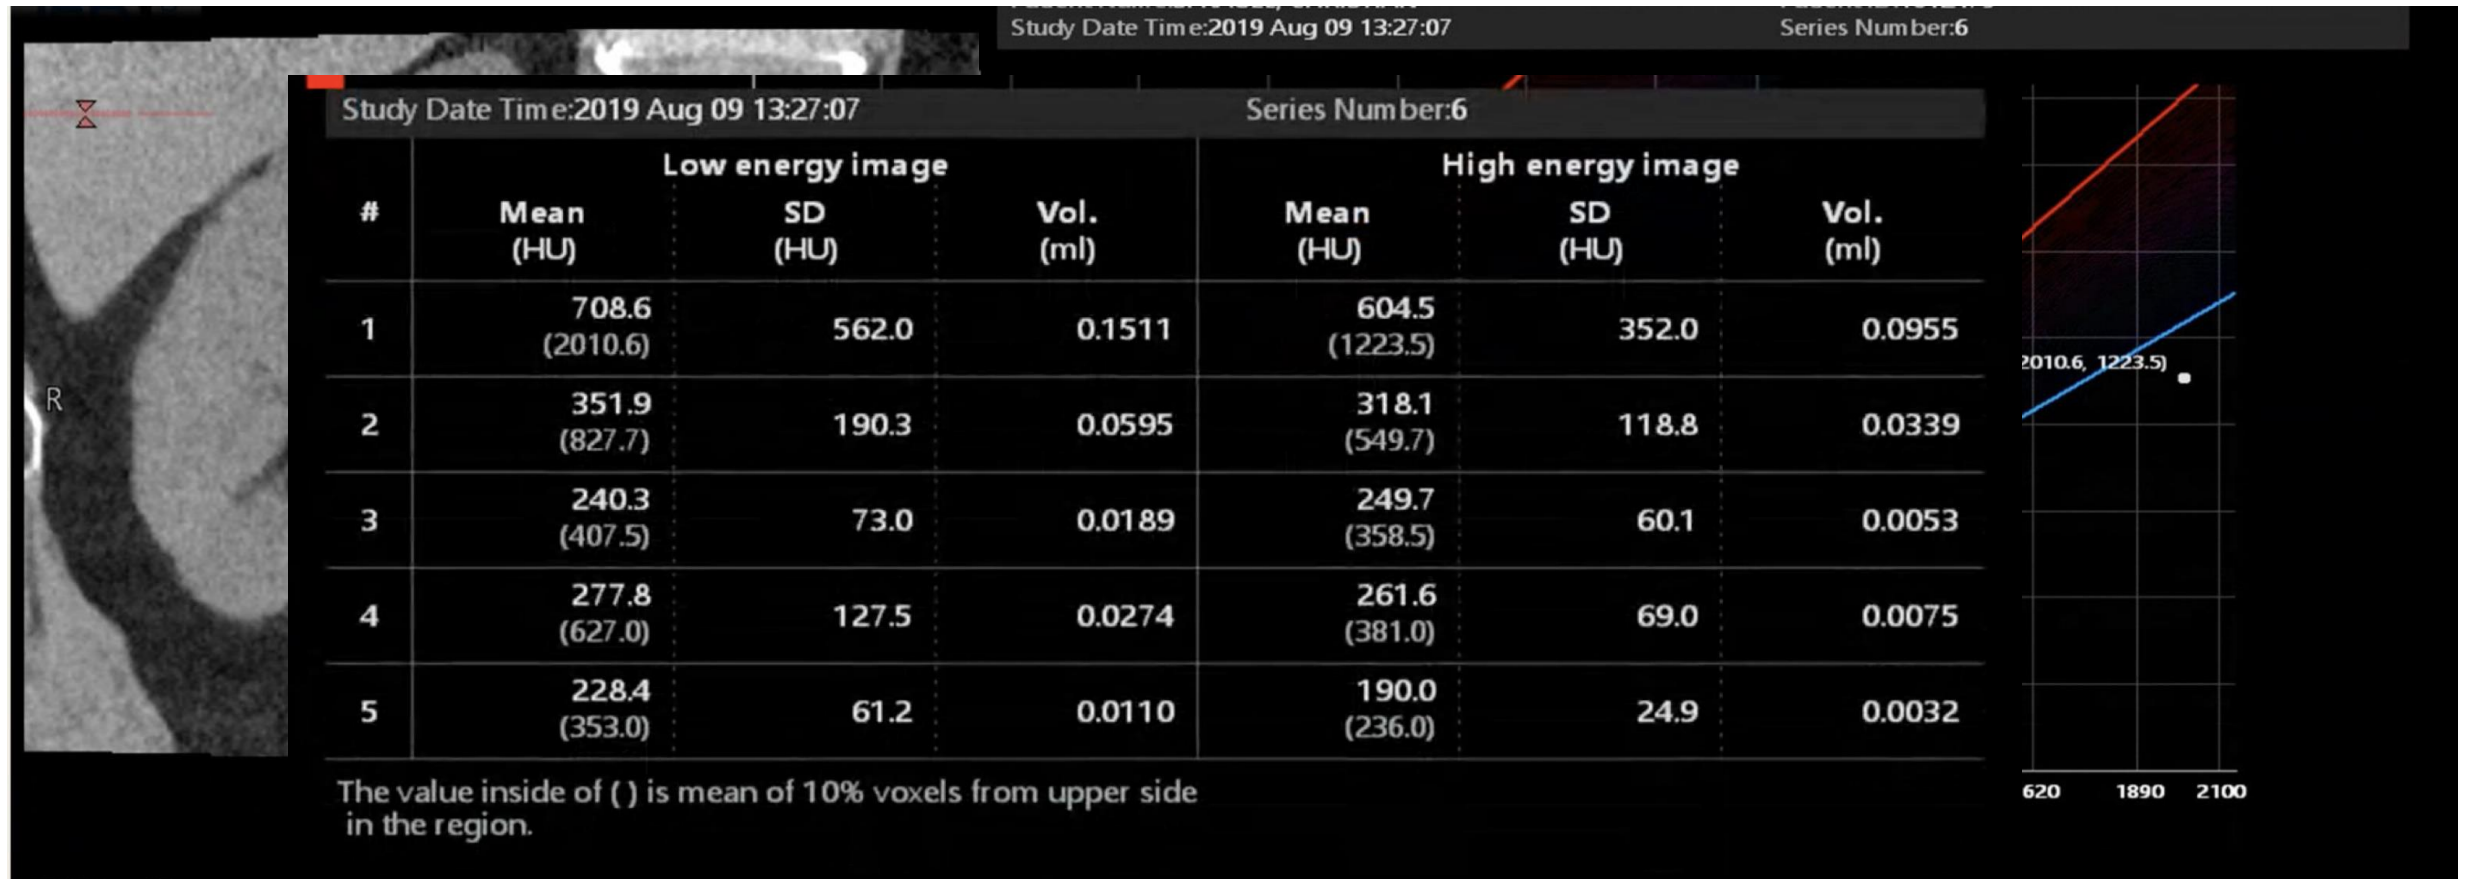 Study Date Time:2019 Aug 09 13:27:07 Series Number:6
Study Date Time:2019 Aug 09 13:27:07 Series Number:6
Low energy image High energy image
# Mean (HU) SD (HU) Vol. (ml) Mean (HU) SD (HU) Vol. (ml)
1 708.6 (2010.6) 562.0 0.1511 604.5 (1223.5) 352.0 0.0955
2 351.9 (827.7) 190.3 0.0595 318.1 (549.7) 118.8 0.0339
3 240.3 (407.5) 73.0 0.0189 249.7 (358.5) 60.1 0.0053
4 277.8 (627.0) 127.5 0.0274 261.6 (381.0) 69.0 0.0075
5 228.4 (353.0) 61.2 0.0110 190.0 (236.0) 24.9 0.0032
The value inside of ( ) is mean of 10% voxels from upper side
in the region.
R
2010.6, 1223.5)
620 1890 2100